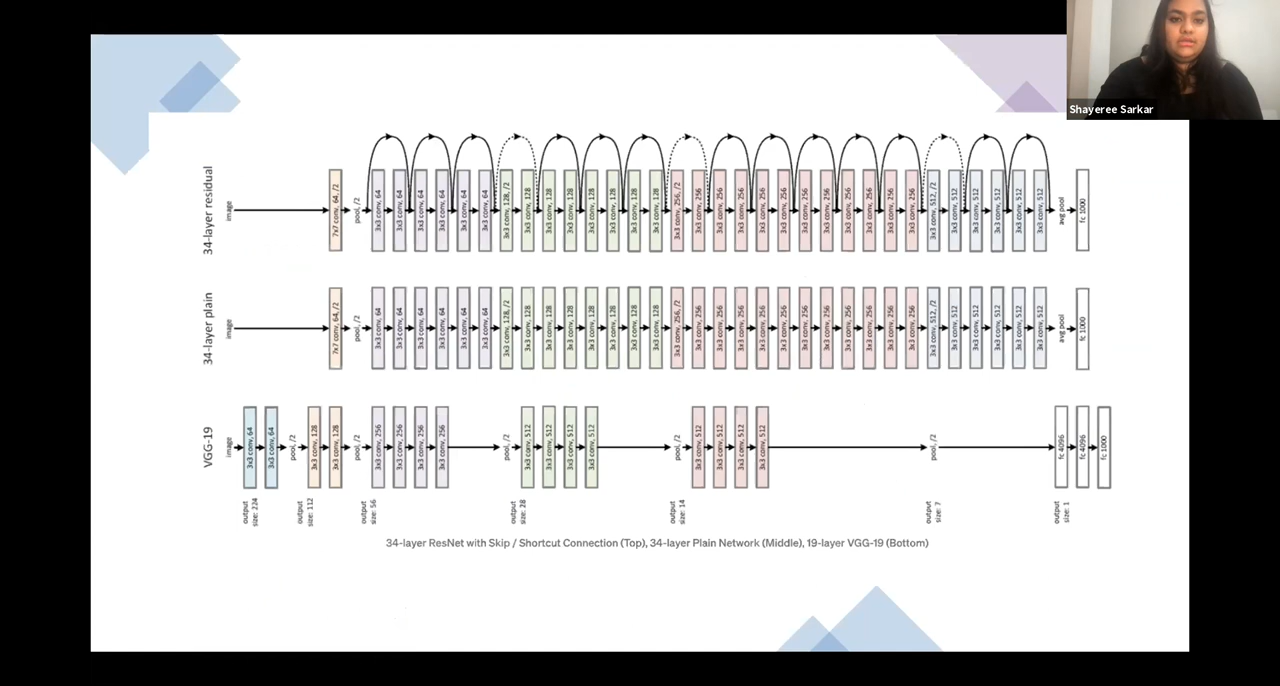 Shayeree Sarkar
34-layer residual
image
7x7 conv, 64, /2
pool, /2
3x3 conv, 64
3x3 conv, 64
3x3 conv, 64
3x3 conv, 64
3x3 conv, 64
3x3 conv, 64
3x3 conv, 128, /2
3x3 conv, 128
3x3 conv, 128
3x3 conv, 128
3x3 conv, 128
3x3 conv, 128
3x3 conv, 128
3x3 conv, 128
3x3 conv, 256, /2
3x3 conv, 256
3x3 conv, 256
3x3 conv, 256
3x3 conv, 256
3x3 conv, 256
3x3 conv, 256
3x3 conv, 256
3x3 conv, 256
3x3 conv, 256
3x3 conv, 256
3x3 conv, 256
3x3 conv, 512, /2
3x3 conv, 512
3x3 conv, 512
3x3 conv, 512
3x3 conv, 512
3x3 conv, 512
avg pool
fc 1000
34-layer plain
image
7x7 conv, 64, /2
pool, /2
3x3 conv, 64
3x3 conv, 64
3x3 conv, 64
3x3 conv, 64
3x3 conv, 64
3x3 conv, 64
3x3 conv, 128, /2
3x3 conv, 128
3x3 conv, 128
3x3 conv, 128
3x3 conv, 128
3x3 conv, 128
3x3 conv, 128
3x3 conv, 128
3x3 conv, 256, /2
3x3 conv, 256
3x3 conv, 256
3x3 conv, 256
3x3 conv, 256
3x3 conv, 256
3x3 conv, 256
3x3 conv, 256
3x3 conv, 256
3x3 conv, 256
3x3 conv, 256
3x3 conv, 256
3x3 conv, 512, /2
3x3 conv, 512
3x3 conv, 512
3x3 conv, 512
3x3 conv, 512
3x3 conv, 512
avg pool
fc 1000
VGG-19
image
3x3 conv, 64
3x3 conv, 64
pool, /2
3x3 conv, 128
3x3 conv, 128
pool, /2
3x3 conv, 256
3x3 conv, 256
3x3 conv, 256
3x3 conv, 256
pool, /2
3x3 conv, 512
3x3 conv, 512
3x3 conv, 512
3x3 conv, 512
pool, /2
3x3 conv, 512
3x3 conv, 512
3x3 conv, 512
3x3 conv, 512
pool, /2
fc 4096
fc 4096
fc 1000
output
size: 224
output
size: 112
output
size: 56
output
size: 28
output
size: 14
output
size: 7
output
size: 1
34-layer ResNet with Skip / Shortcut Connection (Top), 34-layer Plain Network (Middle), 19-layer VGG-19 (Bottom)